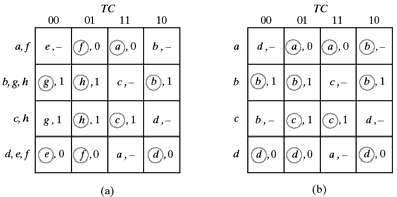 TC
00 01 11 10
a, f e, – f, 0 a, 0 b, –
b, g, h g, 1 h, 1 c, – b, 1
c, h g, 1 h, 1 c, 1 d, –
d, e, f e, 0 f, 0 a, – d, 0
(a)
TC
00 01 11 10
a d, – a, 0 a, 0 b, –
b b, 1 b, 1 c, – b, 1
c b, – c, 1 c, 1 d, –
d d, 0 d, 0 a, – d, 0
(b)